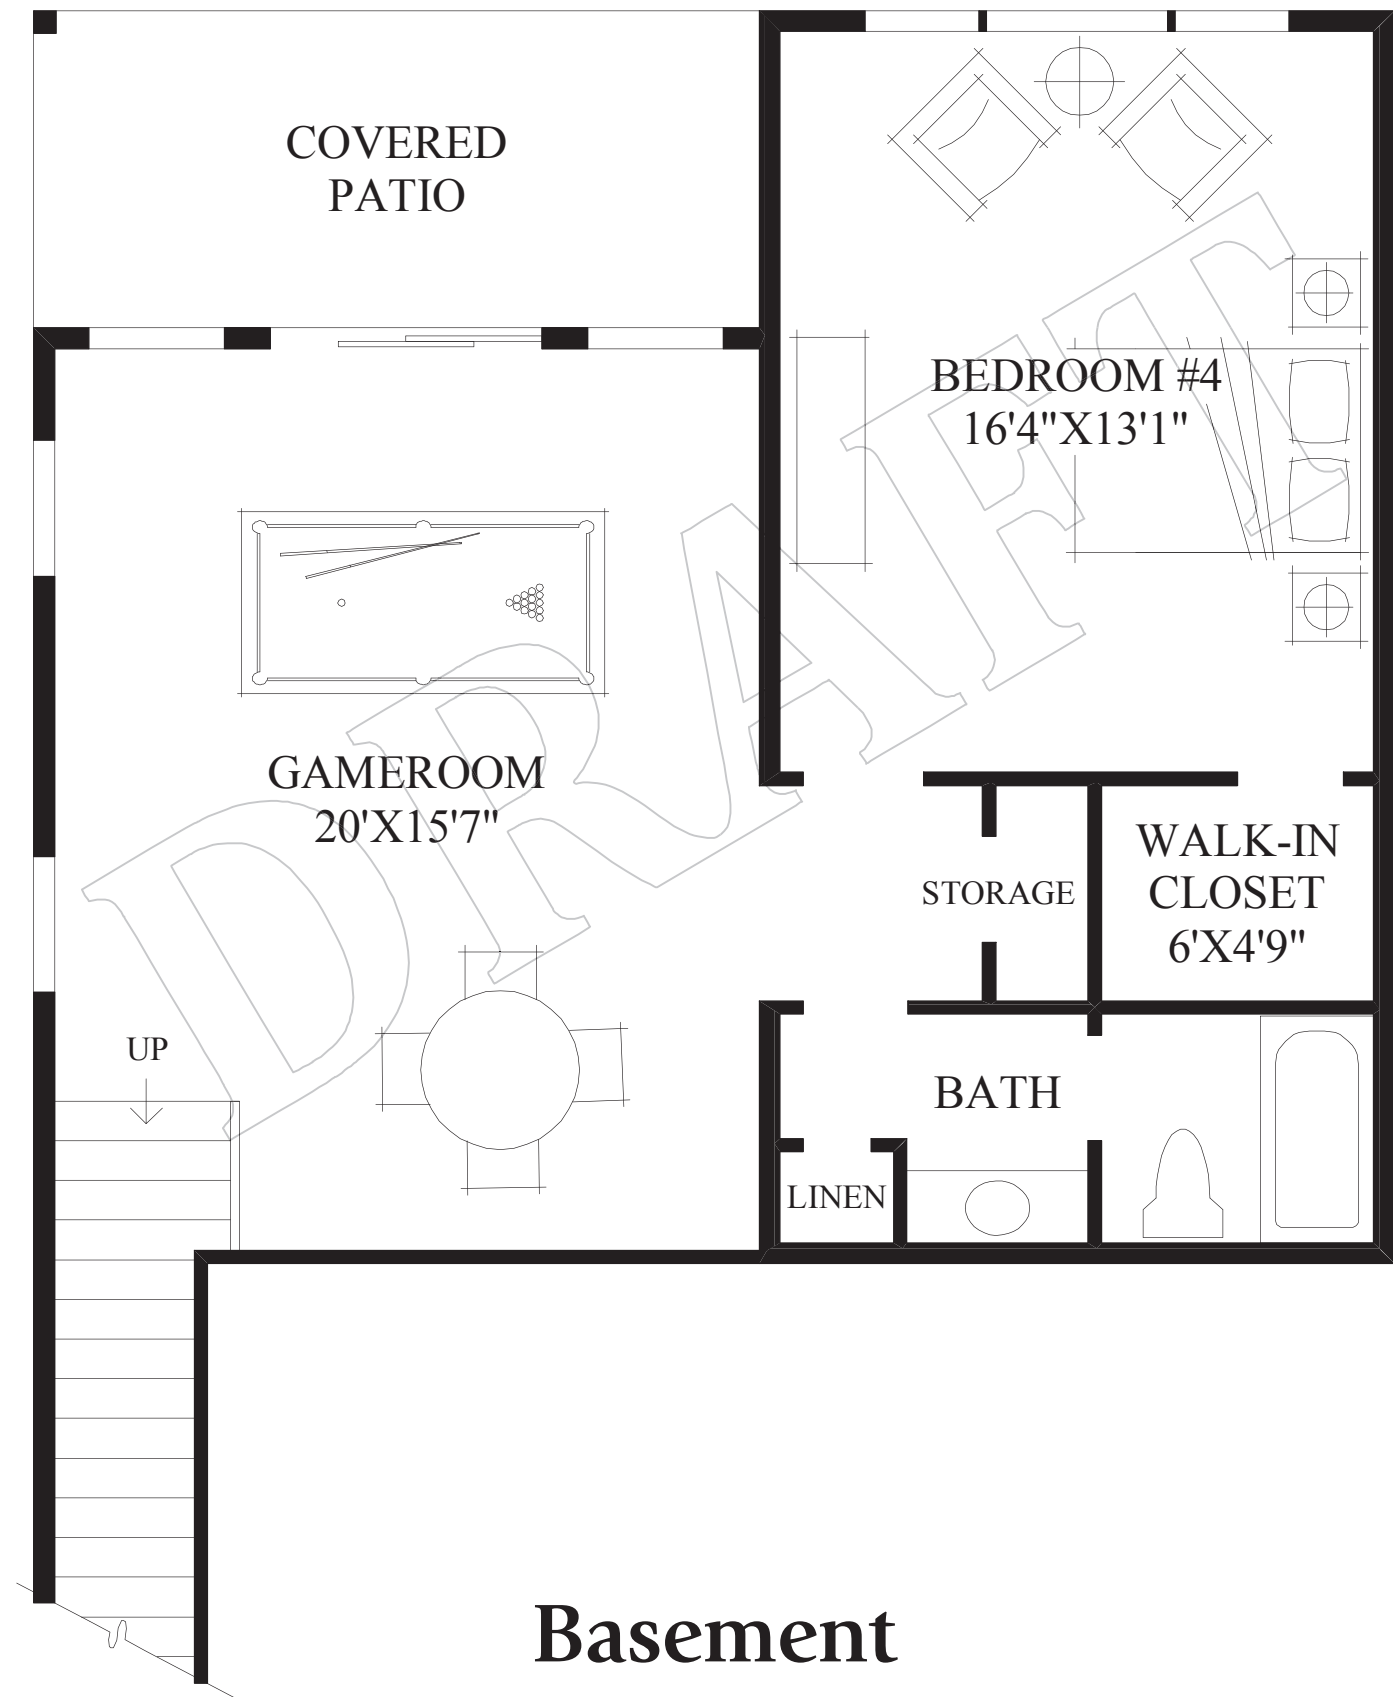 COVERED
PATIO
BEDROOM #4
16'4"X13'1"
GAMEROOM
20'X15'7"
WALK-IN
CLOSET
6'X4'9"
STORAGE
UP
BATH
LINEN
DRAFT
Basement